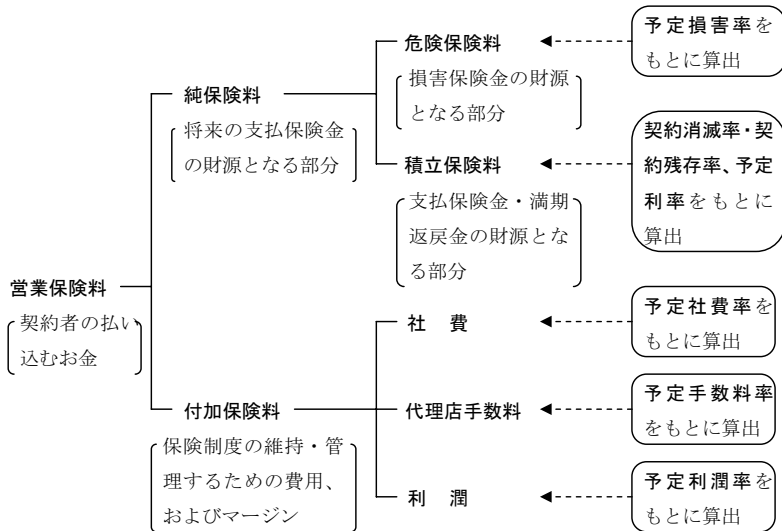 営業保険料
契約者の払い
込むお金
純保険料
将来の支払保険金
の財源となる部分
危険保険料
損害保険金の財源
となる部分
予定損害率を
もとに算出
積立保険料
支払保険金・満期
返戻金の財源とな
る部分
契約消滅率・契
約残存率、予定
利率をもとに
算出
付加保険料
保険制度の維持・管
理するための費用、
およびマージン
社　費
予定社費率を
もとに算出
代理店手数料
予定手数料率
をもとに算出
利　潤
予定利潤率を
もとに算出